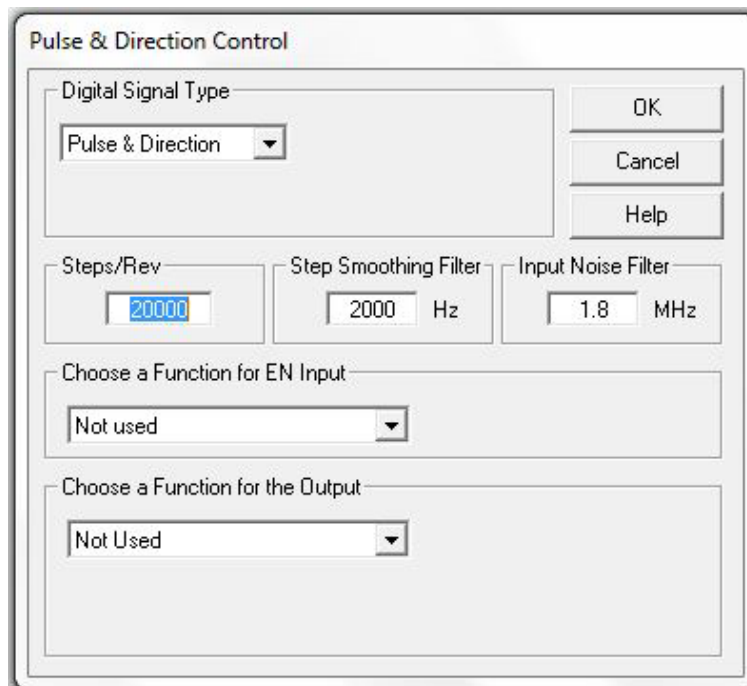 Pulse & Direction Control
Digital Signal Type
Pulse & Direction
OK
Cancel
Help
Steps/Rev
20000
Step Smoothing Filter
2000 Hz
Input Noise Filter
1.8 MHz
Choose a Function for EN Input
Not used
Choose a Function for the Output
Not Used